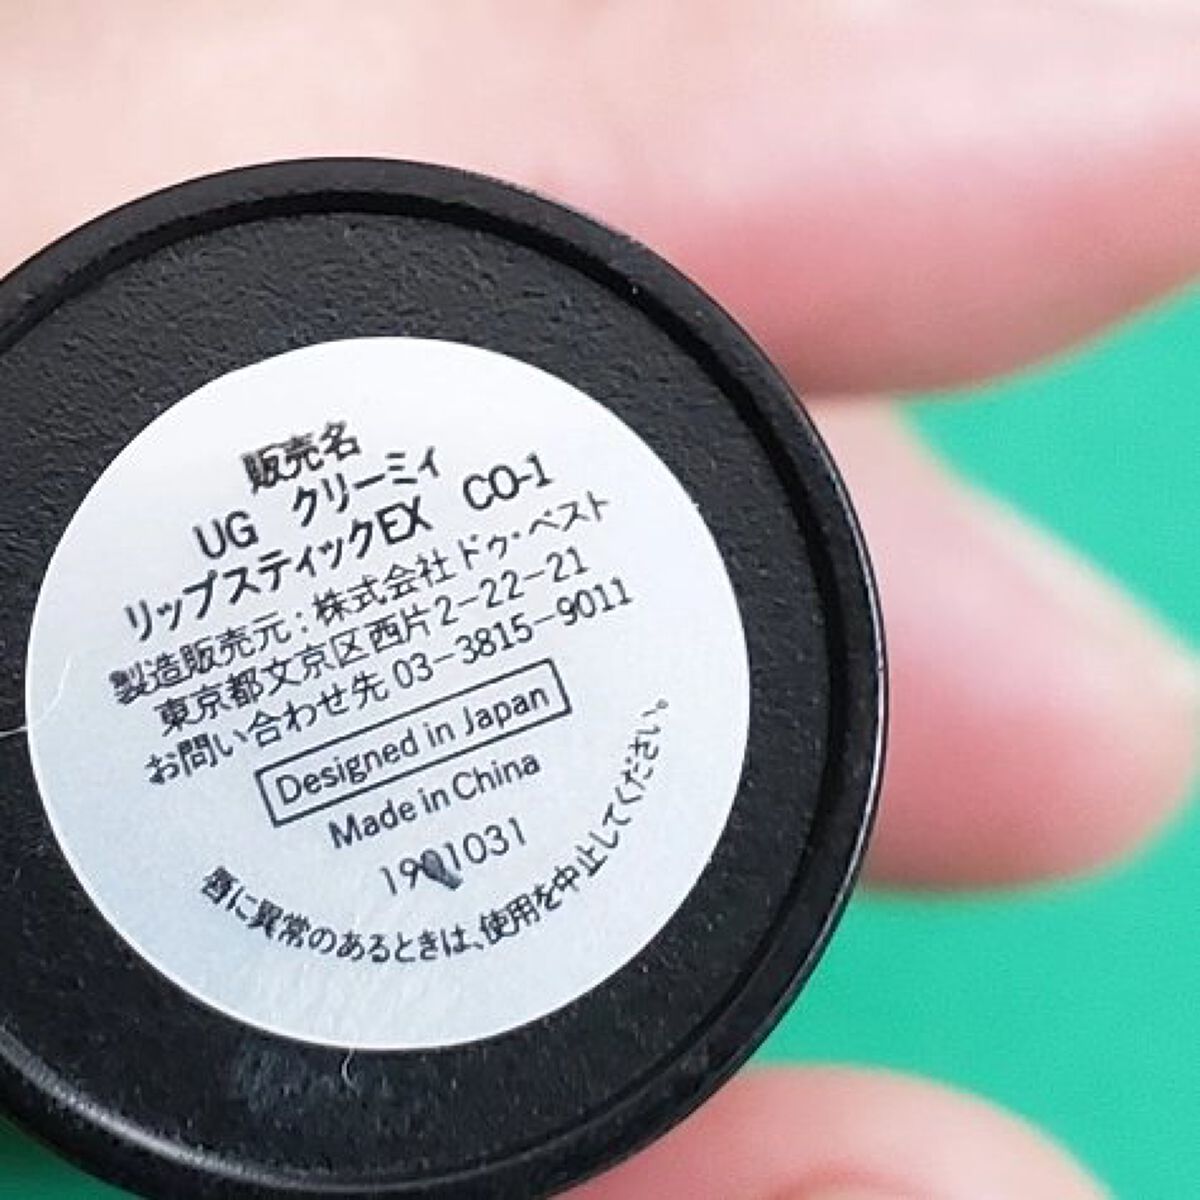 販売名
UG クリーミィ
リップスティックEX CO-1
製造販売元:株式会社ドゥ・ベスト
東京都文京区西片2-22-21
お問い合わせ先 03-3815-9011
Designed in Japan
Made in China
唇に異常のあるときは、使用を中止してください。